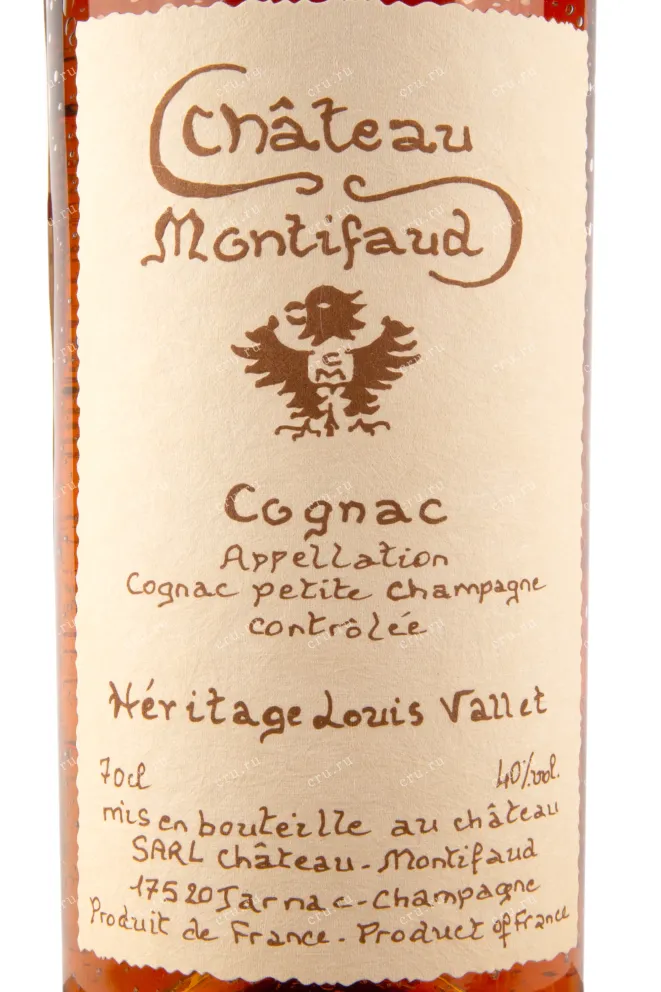 Château
Montifaud
CM
Cognac
Appellation
Cognac petite champagne
contrôlée
Héritage Louis Vallet
70cl 40%vol.
mis en bouteille au château
SARL Château-Montifaud
17520 Jarnac-Champagne
Produit de France. Product of France